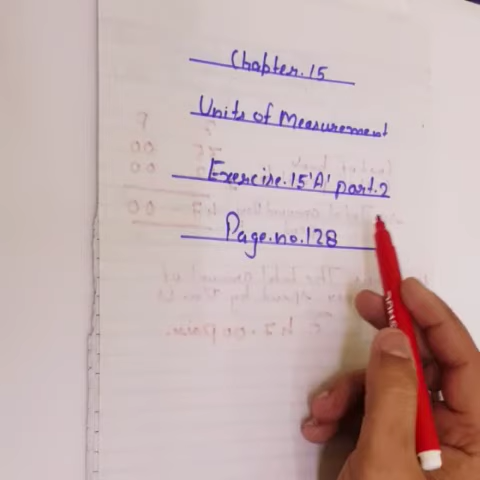 Chapter.15
Units of Measurement
Exercise.15'A' part.2
Page.no.128